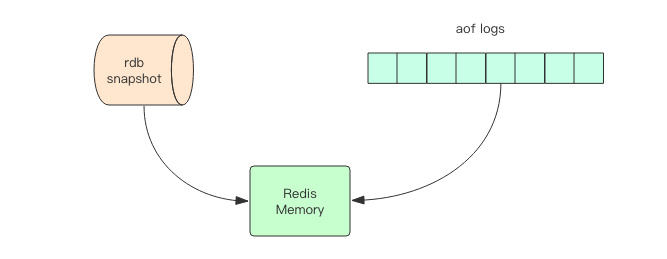 aof logs
rdb
snapshot
Redis
Memory